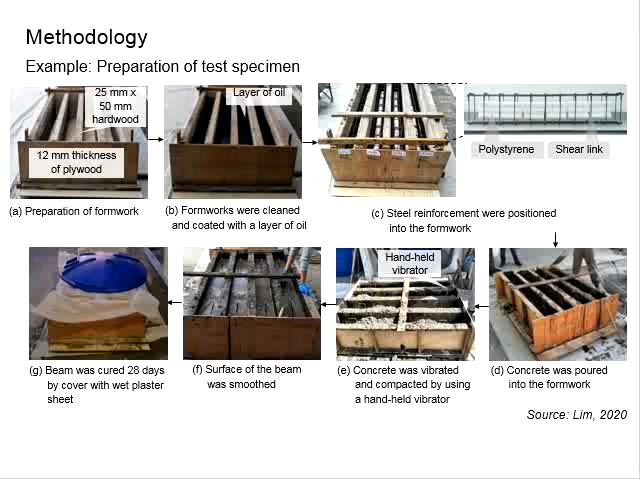 Methodology
Example: Preparation of test specimen
25 mm x
50 mm
hardwood
12 mm thickness
of plywood
Layer of oil
Polystyrene
Shear link
(a) Preparation of formwork
(b) Formworks were cleaned
and coated with a layer of oil
(c) Steel reinforcement were positioned
into the formwork
Hand-held
vibrator
(g) Beam was cured 28 days
by cover with wet plaster
sheet
(f) Surface of the beam
was smoothed
(e) Concrete was vibrated
and compacted by using
a hand-held vibrator
(d) Concrete was poured
into the formwork
Source: Lim, 2020